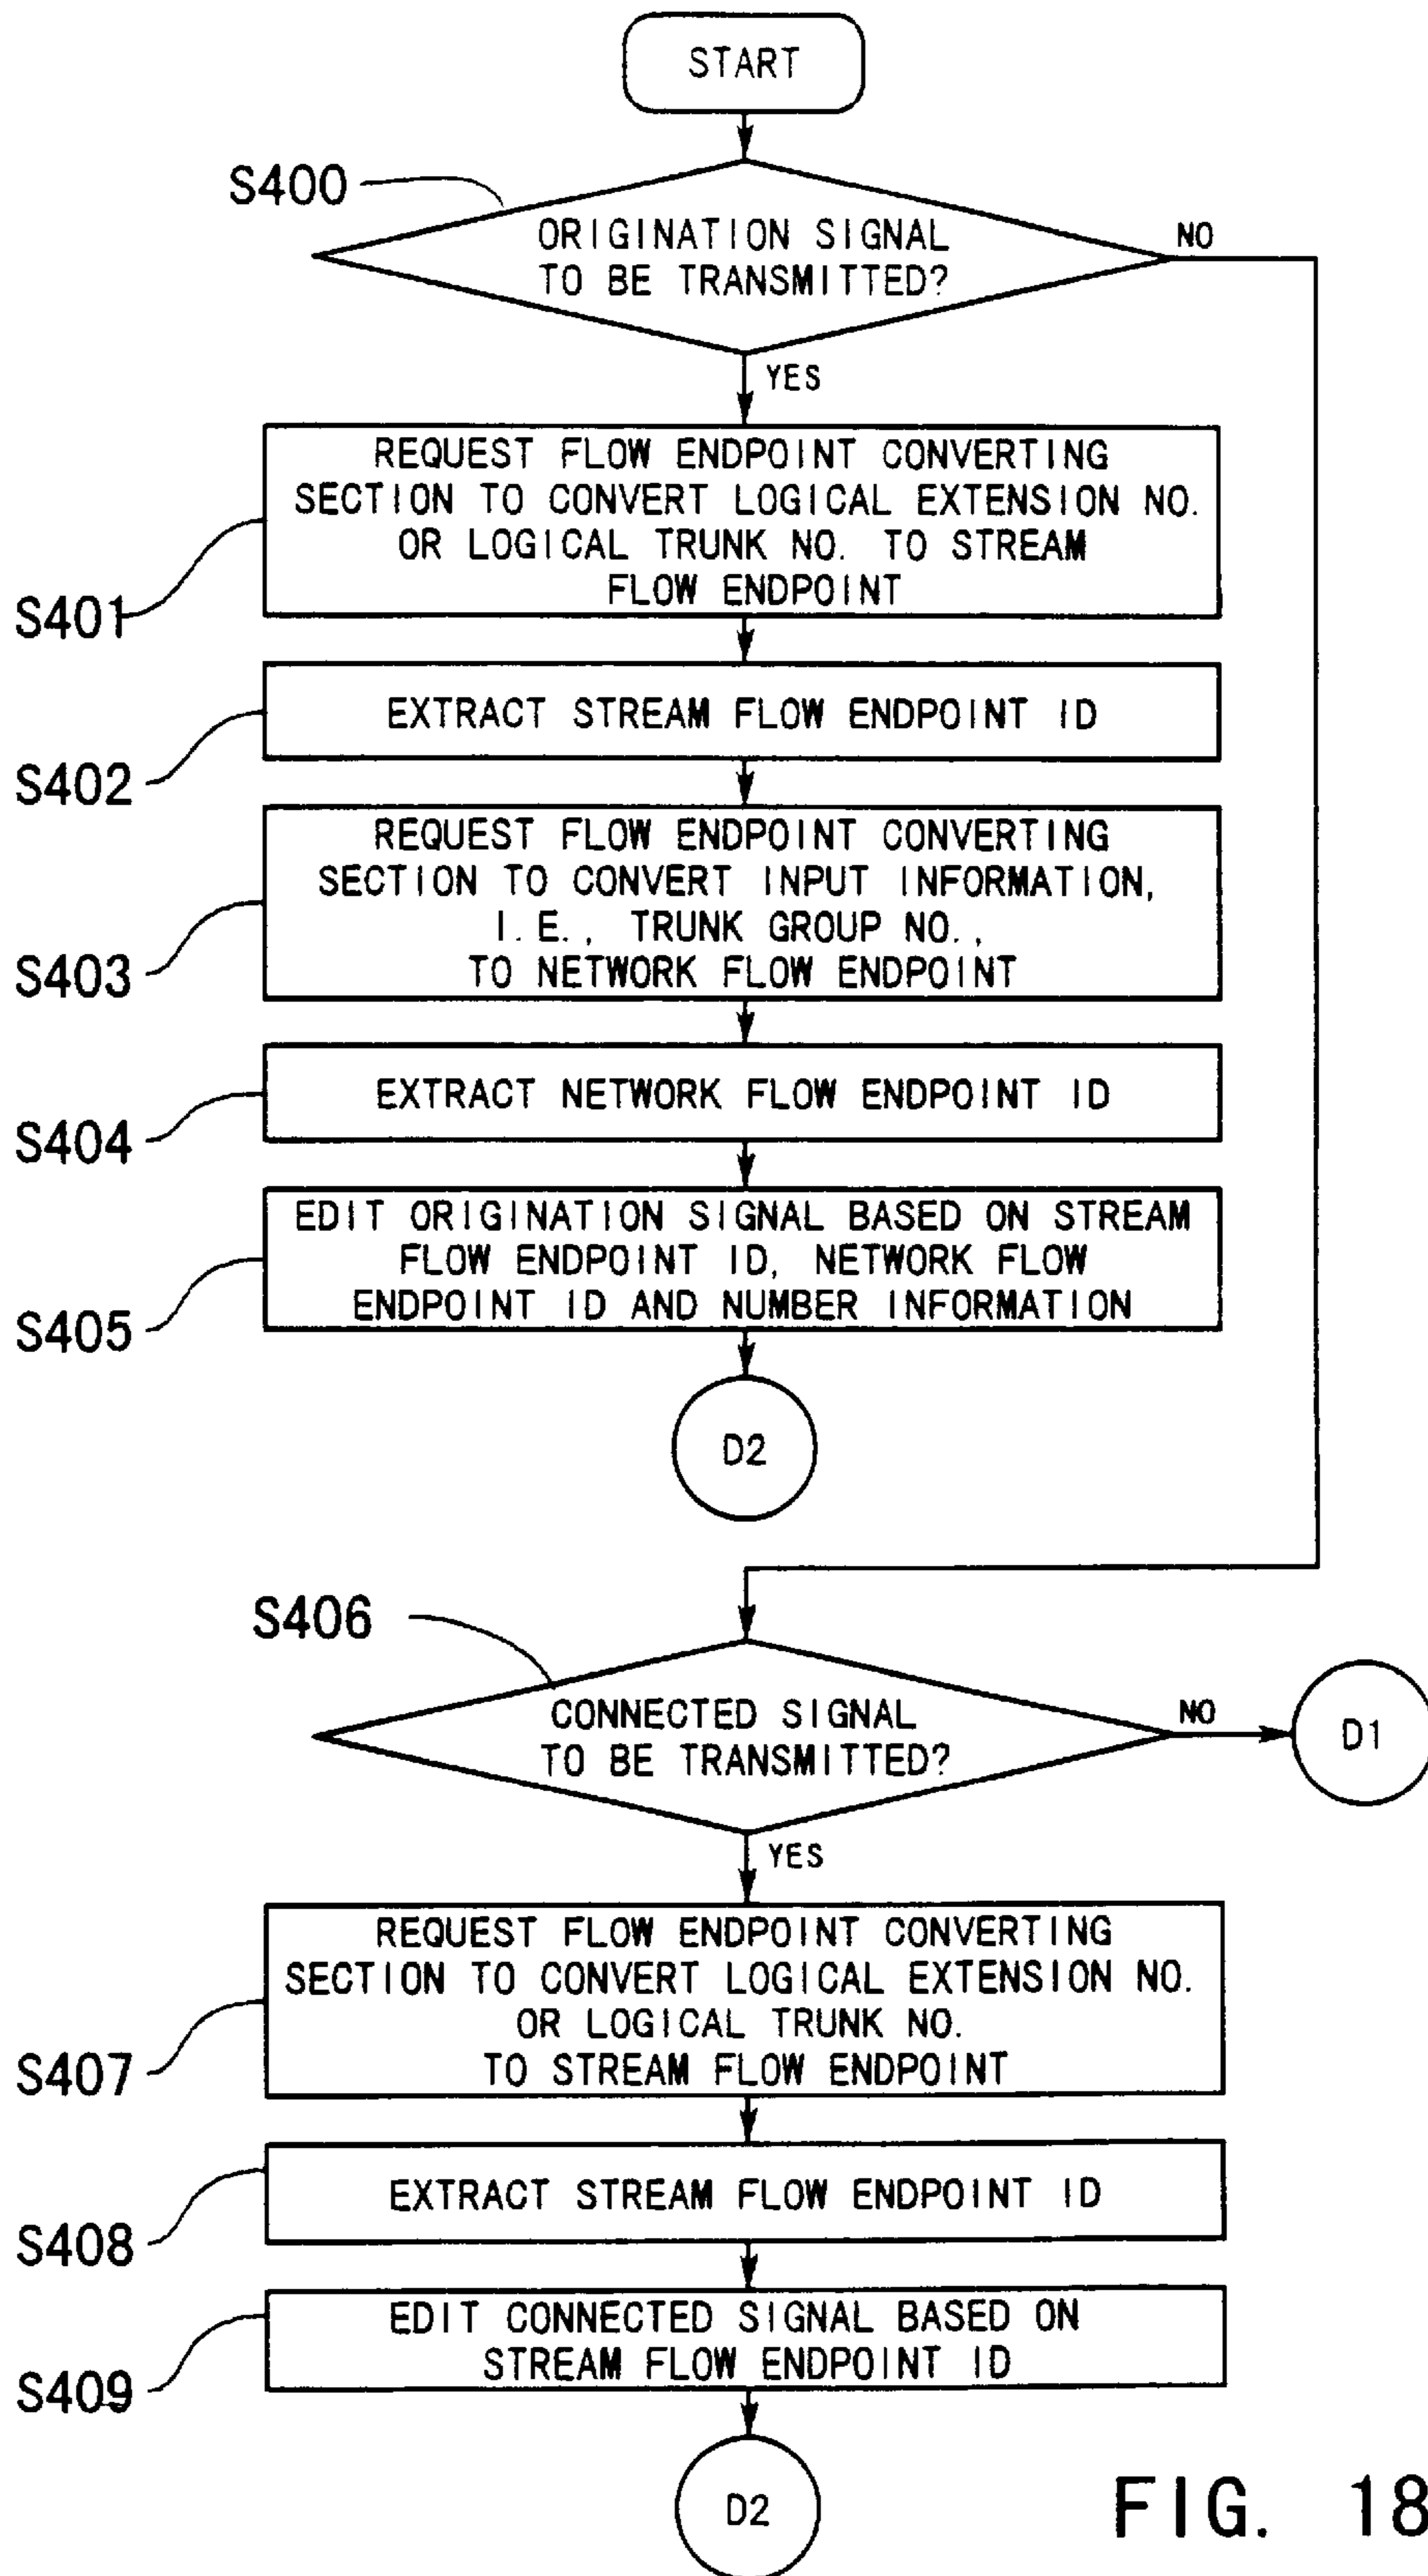 START
S400
ORIGINATION SIGNAL
TO BE TRANSMITTED?
NO
YES
REQUEST FLOW ENDPOINT CONVERTING
SECTION TO CONVERT LOGICAL EXTENSION NO.
OR LOGICAL TRUNK NO. TO STREAM
FLOW ENDPOINT
S401
EXTRACT STREAM FLOW ENDPOINT ID
S402
REQUEST FLOW ENDPOINT CONVERTING
SECTION TO CONVERT INPUT INFORMATION,
I.E., TRUNK GROUP NO.,
TO NETWORK FLOW ENDPOINT
S403
EXTRACT NETWORK FLOW ENDPOINT ID
S404
EDIT ORIGINATION SIGNAL BASED ON STREAM
FLOW ENDPOINT ID, NETWORK FLOW
ENDPOINT ID AND NUMBER INFORMATION
S405
D2
S406
CONNECTED SIGNAL
TO BE TRANSMITTED?
NO
D1
YES
REQUEST FLOW ENDPOINT CONVERTING
SECTION TO CONVERT LOGICAL EXTENSION NO.
OR LOGICAL TRUNK NO.
TO STREAM FLOW ENDPOINT
S407
EXTRACT STREAM FLOW ENDPOINT ID
S408
EDIT CONNECTED SIGNAL BASED ON
STREAM FLOW ENDPOINT ID
S409
D2
FIG. 18